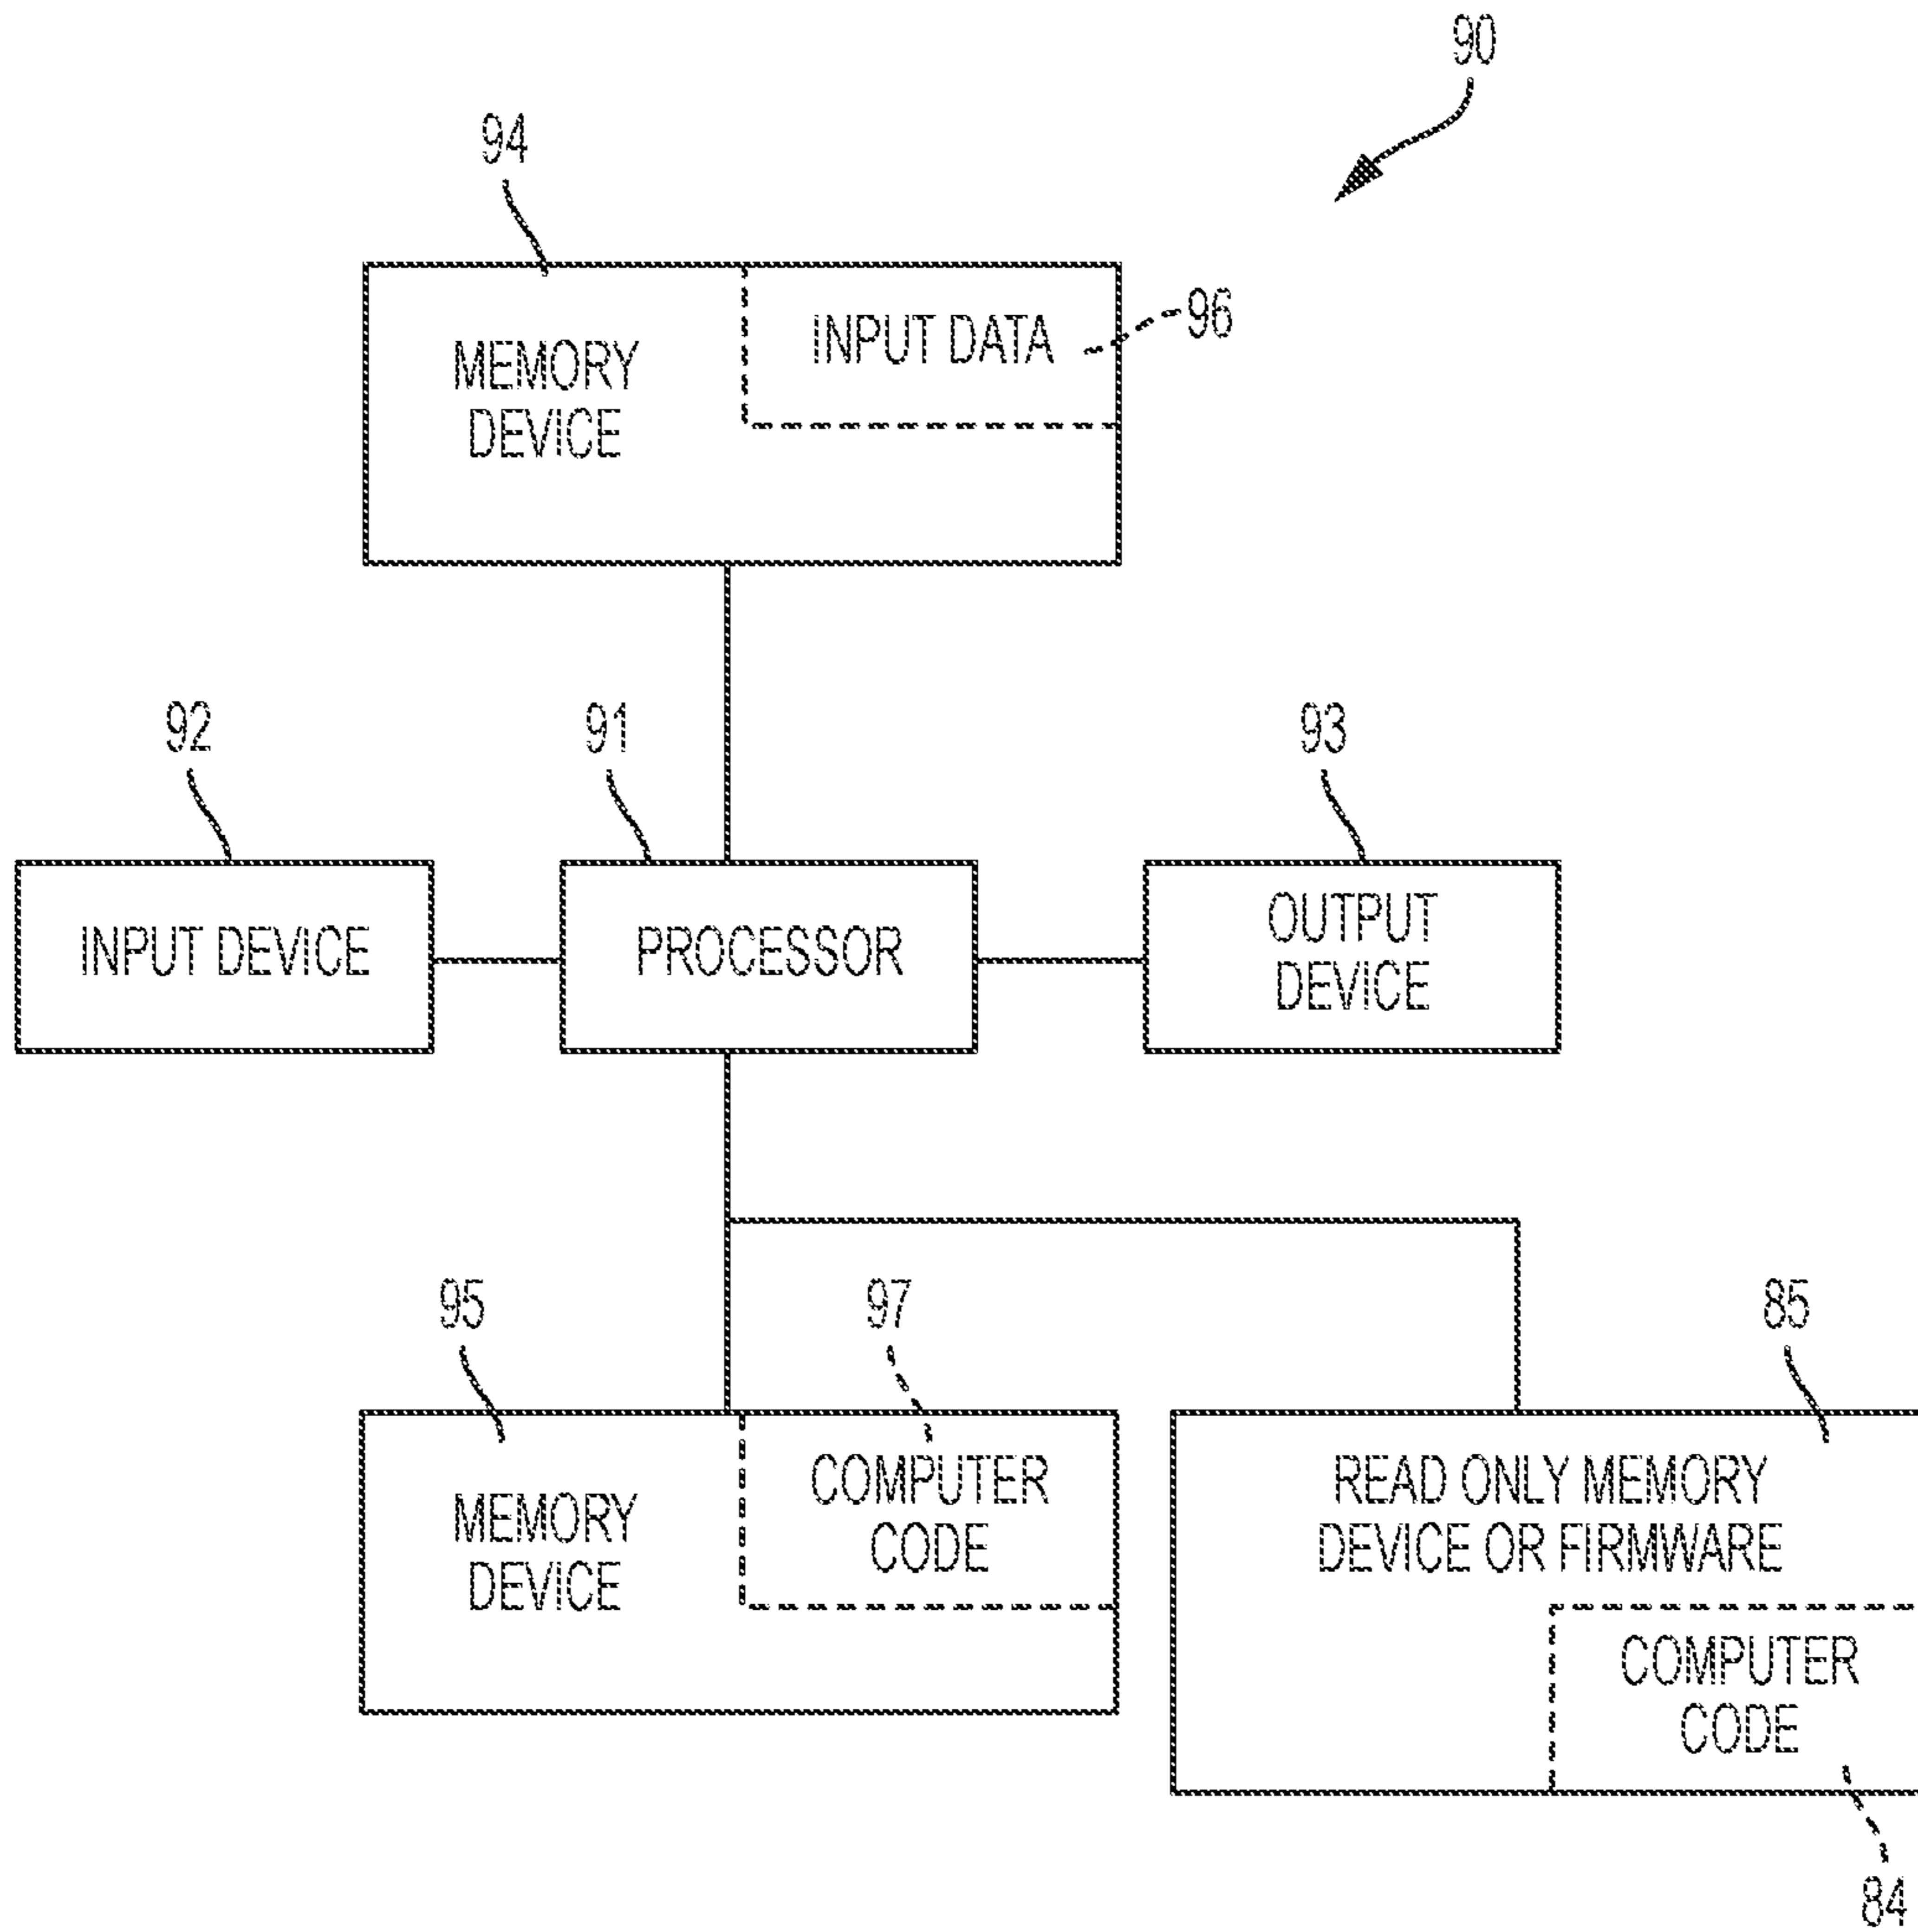 90
94
MEMORY
DEVICE
INPUT DATA
96
92
91
93
INPUT DEVICE
PROCESSOR
OUTPUT
DEVICE
95
97
85
MEMORY
DEVICE
COMPUTER
CODE
READ ONLY MEMORY
DEVICE OR FIRMWARE
COMPUTER
CODE
84